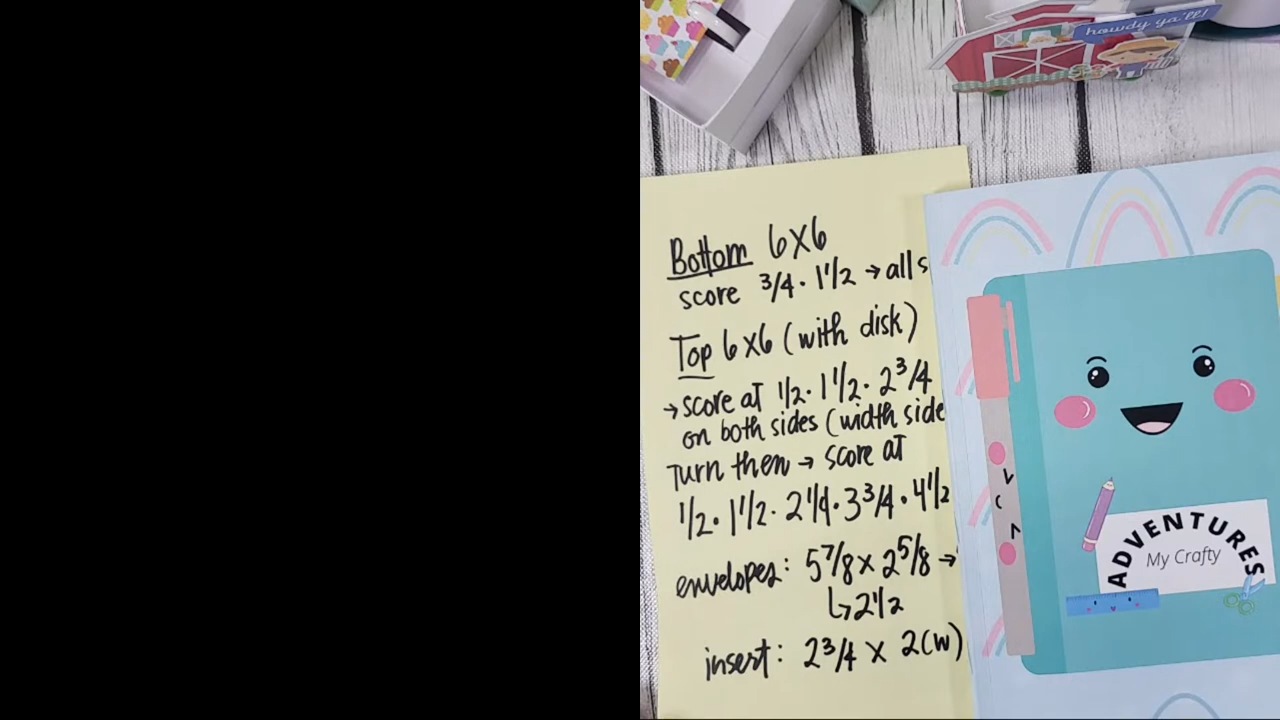 howdy ya'll!
Bottom 6X6
score 3/4 • 1 1/2 → all s
Top 6X6 (with disk)
→ score at 1/2 • 1 1/2 • 2 3/4
on both sides (width side
Turn then → score at
1/2 • 1 1/2 • 2 1/4 • 3 3/4 • 4 1/2
envelopes: 5 7/8 x 2 5/8 →
↳ 2 1/2
insert: 2 3/4 X 2 (w)
ADVENTURES
My Crafty